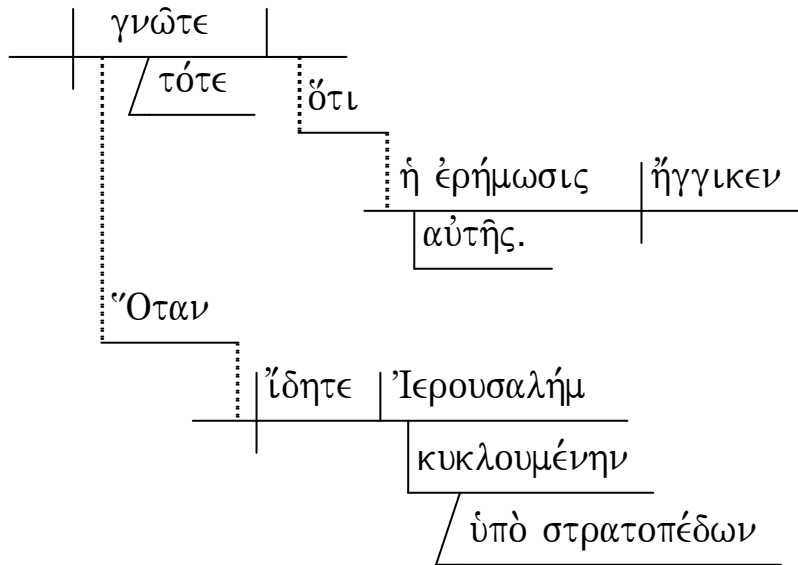 γνῶτε
τότε
ὅτι
ἡ ἐρήμωσις ἤγγικεν
αὐτῆς.
Ὅταν
ἴδητε Ἰερουσαλήμ
κυκλουμένην
ὑπὸ στρατοπέδων